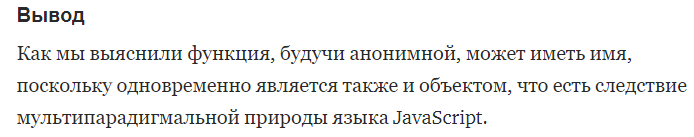 Вывод
Как мы выяснили функция, будучи анонимной, может иметь имя,
поскольку одновременно является также и объектом, что есть следствие
мультипарадигмальной природы языка JavaScript.